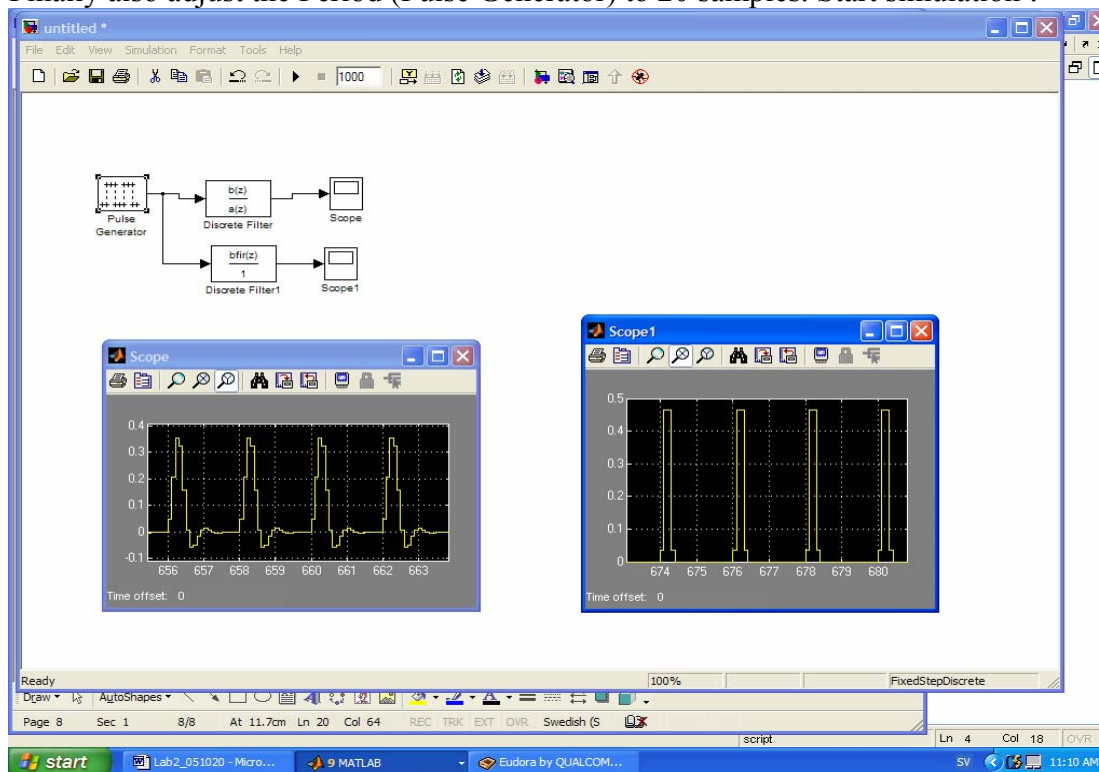 Finally also adjust the Period (Pulse Generator) to 20 samples. Start simulation .
untitled *
File Edit View Simulation Format Tools Help
1000
b(z)
a(z)
Pulse Generator
Discrete Filter
Scope
bfir(z)
1
Discrete Filter1
Scope1
Scope
0.4
0.3
0.2
0.1
0
-0.1
656 657 658 659 660 661 662 663
Time offset: 0
Scope1
0.5
0.4
0.3
0.2
0.1
0
674 675 676 677 678 679 680
Time offset: 0
Ready 100% FixedStepDiscrete
Draw AutoShapes
Page 8 Sec 1 8/8 At 11.7cm Ln 20 Col 64 REC TRK EXT OVR Swedish (S
script Ln 4 Col 18 OVR
start Lab2_051020 - Micro... 9 MATLAB Eudora by QUALCOM... SV 11:10 AM